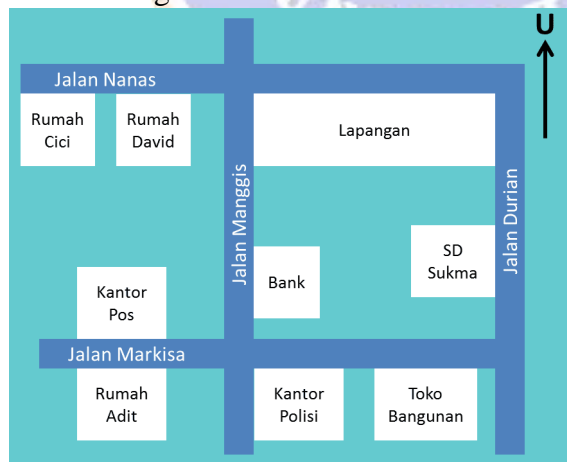 U
Jalan Nanas
Rumah
Cici
Rumah
David
Lapangan
Jalan Manggis
Jalan Durian
SD
Sukma
Bank
Kantor
Pos
Jalan Markisa
Rumah
Adit
Kantor
Polisi
Toko
Bangunan